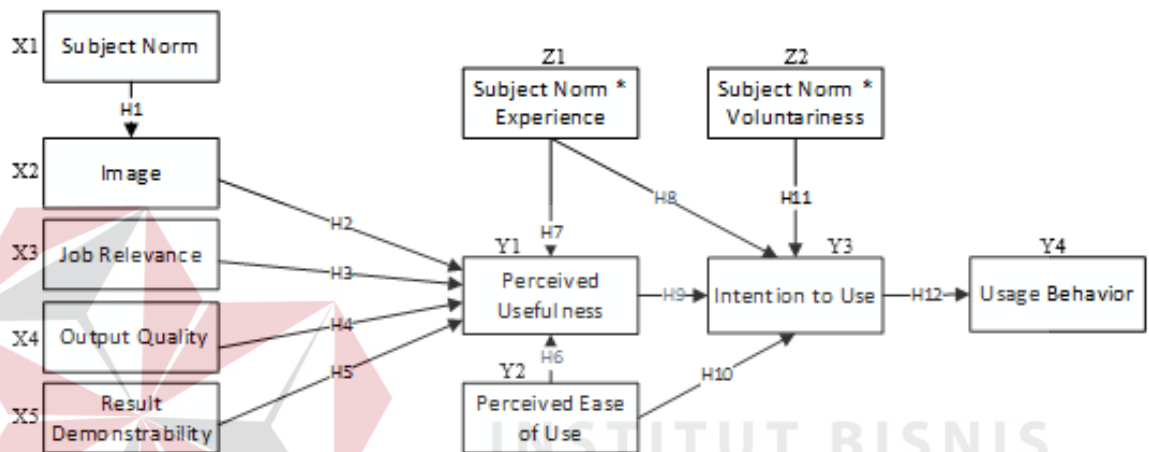 X1
Subject Norm
H1
X2
Image
X3
Job Relevance
X4
Output Quality
X5
Result
Demonstrability
H2
H3
H4
H5
Z1
Subject Norm *
Experience
Z2
Subject Norm *
Voluntariness
H7
H8
H11
Y1
Perceived
Usefulness
H9
Y3
Intention to Use
H12
Y4
Usage Behavior
H6
Y2
Perceived Ease
of Use
H10
INSTITUT BISNIS